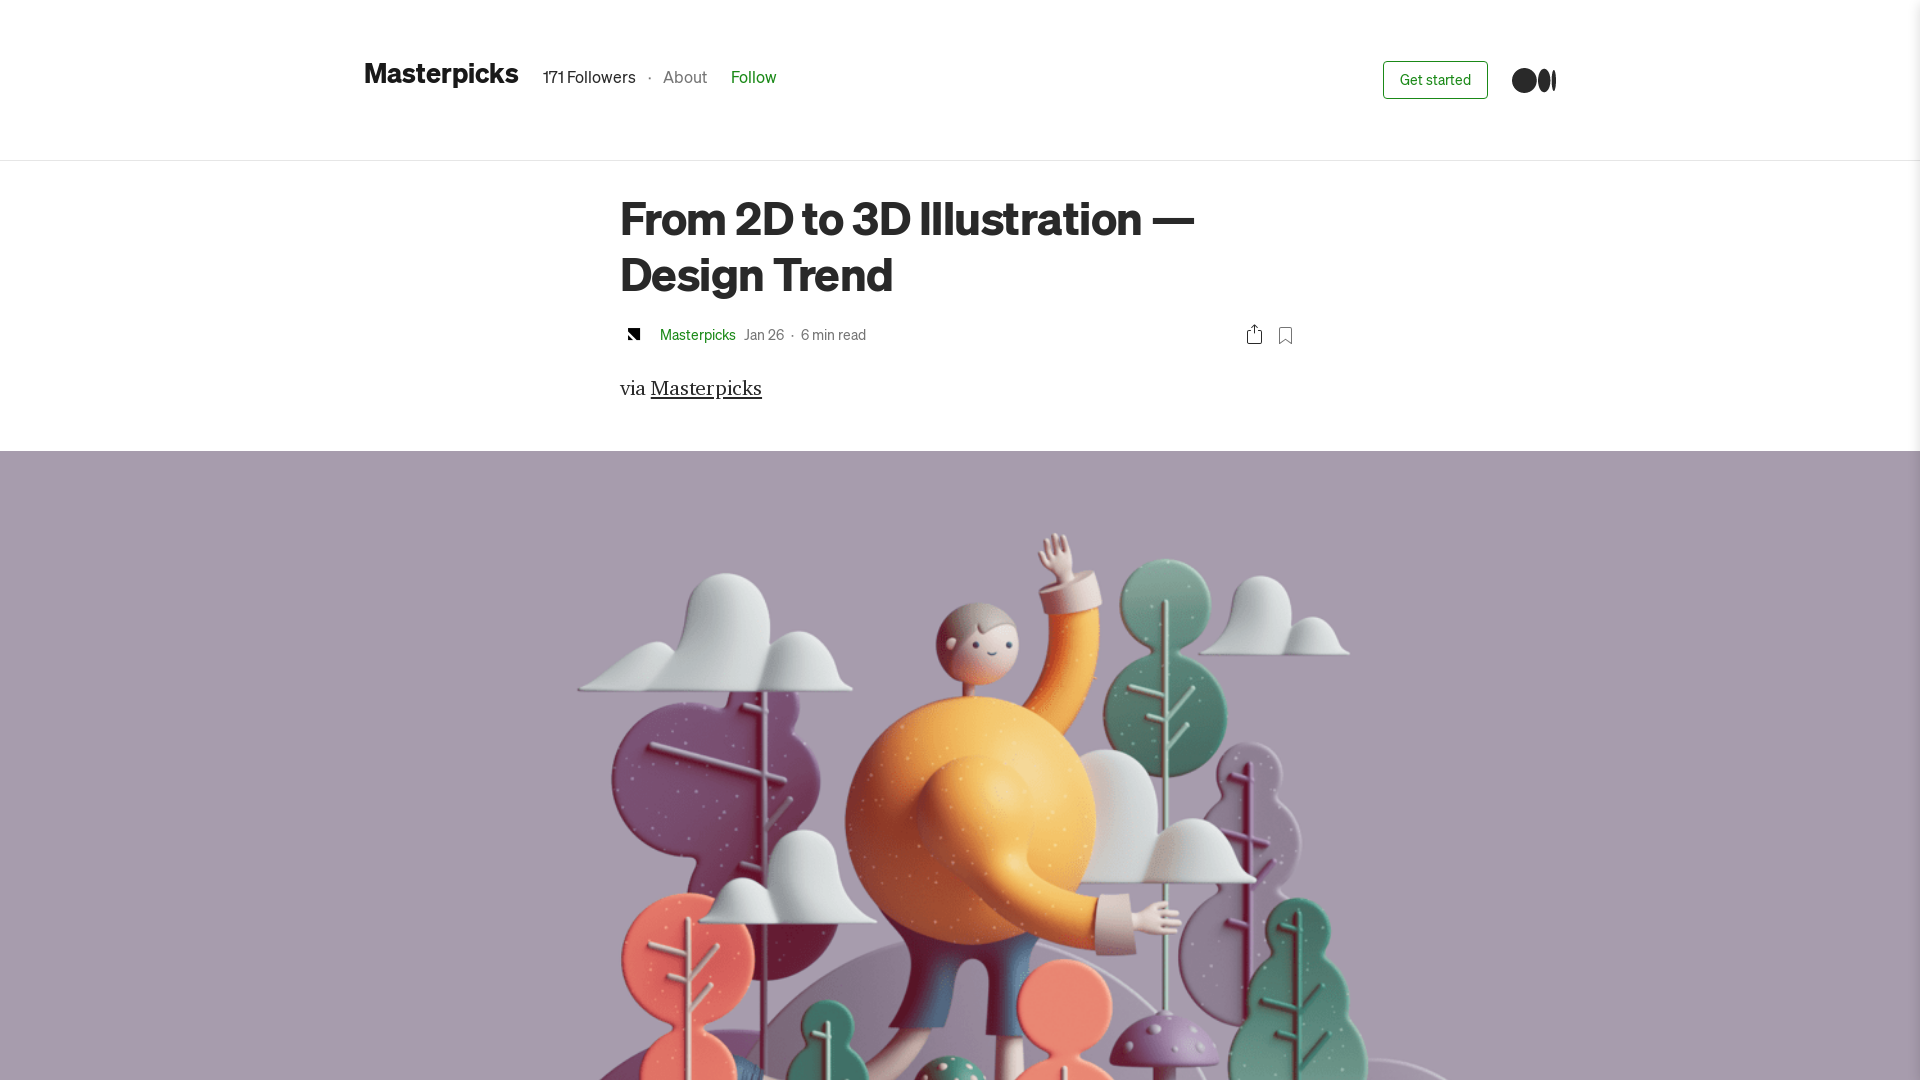 Masterpicks 171 Followers · About Follow Get started
From 2D to 3D Illustration —
Design Trend
Masterpicks Jan 26 · 6 min read
via Masterpicks